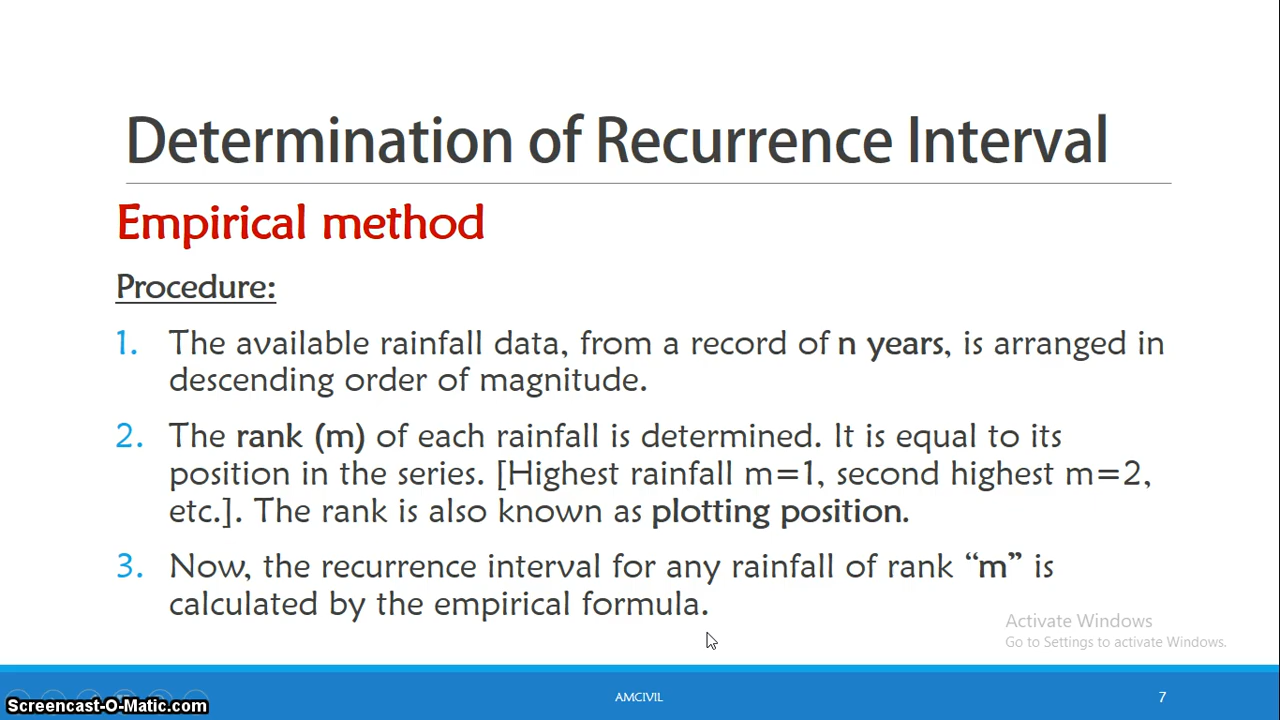 Determination of Recurrence Interval
Empirical method
Procedure:
1. The available rainfall data, from a record of n years, is arranged in
descending order of magnitude.
2. The rank (m) of each rainfall is determined. It is equal to its
position in the series. [Highest rainfall m=1, second highest m=2,
etc.]. The rank is also known as plotting position.
3. Now, the recurrence interval for any rainfall of rank “m” is
calculated by the empirical formula.
Activate Windows
Go to Settings to activate Windows.
AMCIVIL
7
Screencast-O-Matic.com